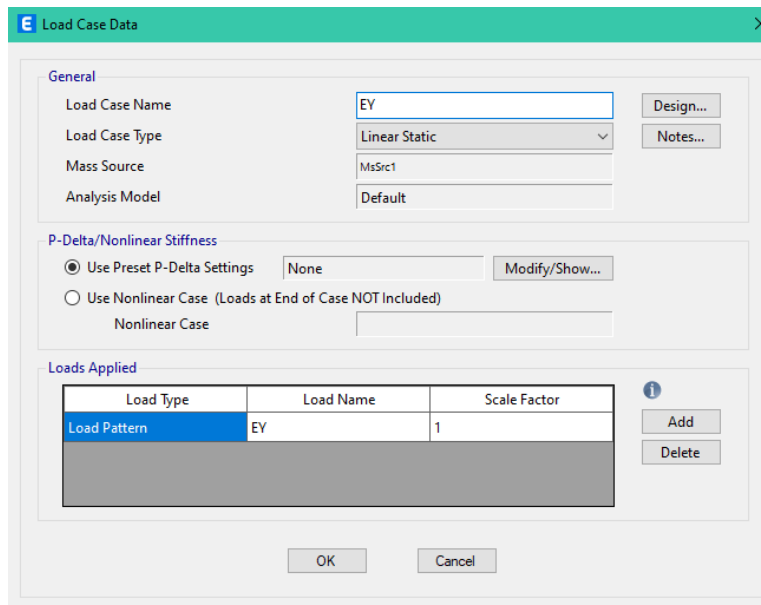 E Load Case Data
General
Load Case Name EY Design...
Load Case Type Linear Static Notes...
Mass Source MsSrc1
Analysis Model Default
P-Delta/Nonlinear Stiffness
Use Preset P-Delta Settings None Modify/Show...
Use Nonlinear Case (Loads at End of Case NOT Included)
Nonlinear Case
Loads Applied
Load Type Load Name Scale Factor
Load Pattern EY 1
Add
Delete
OK Cancel